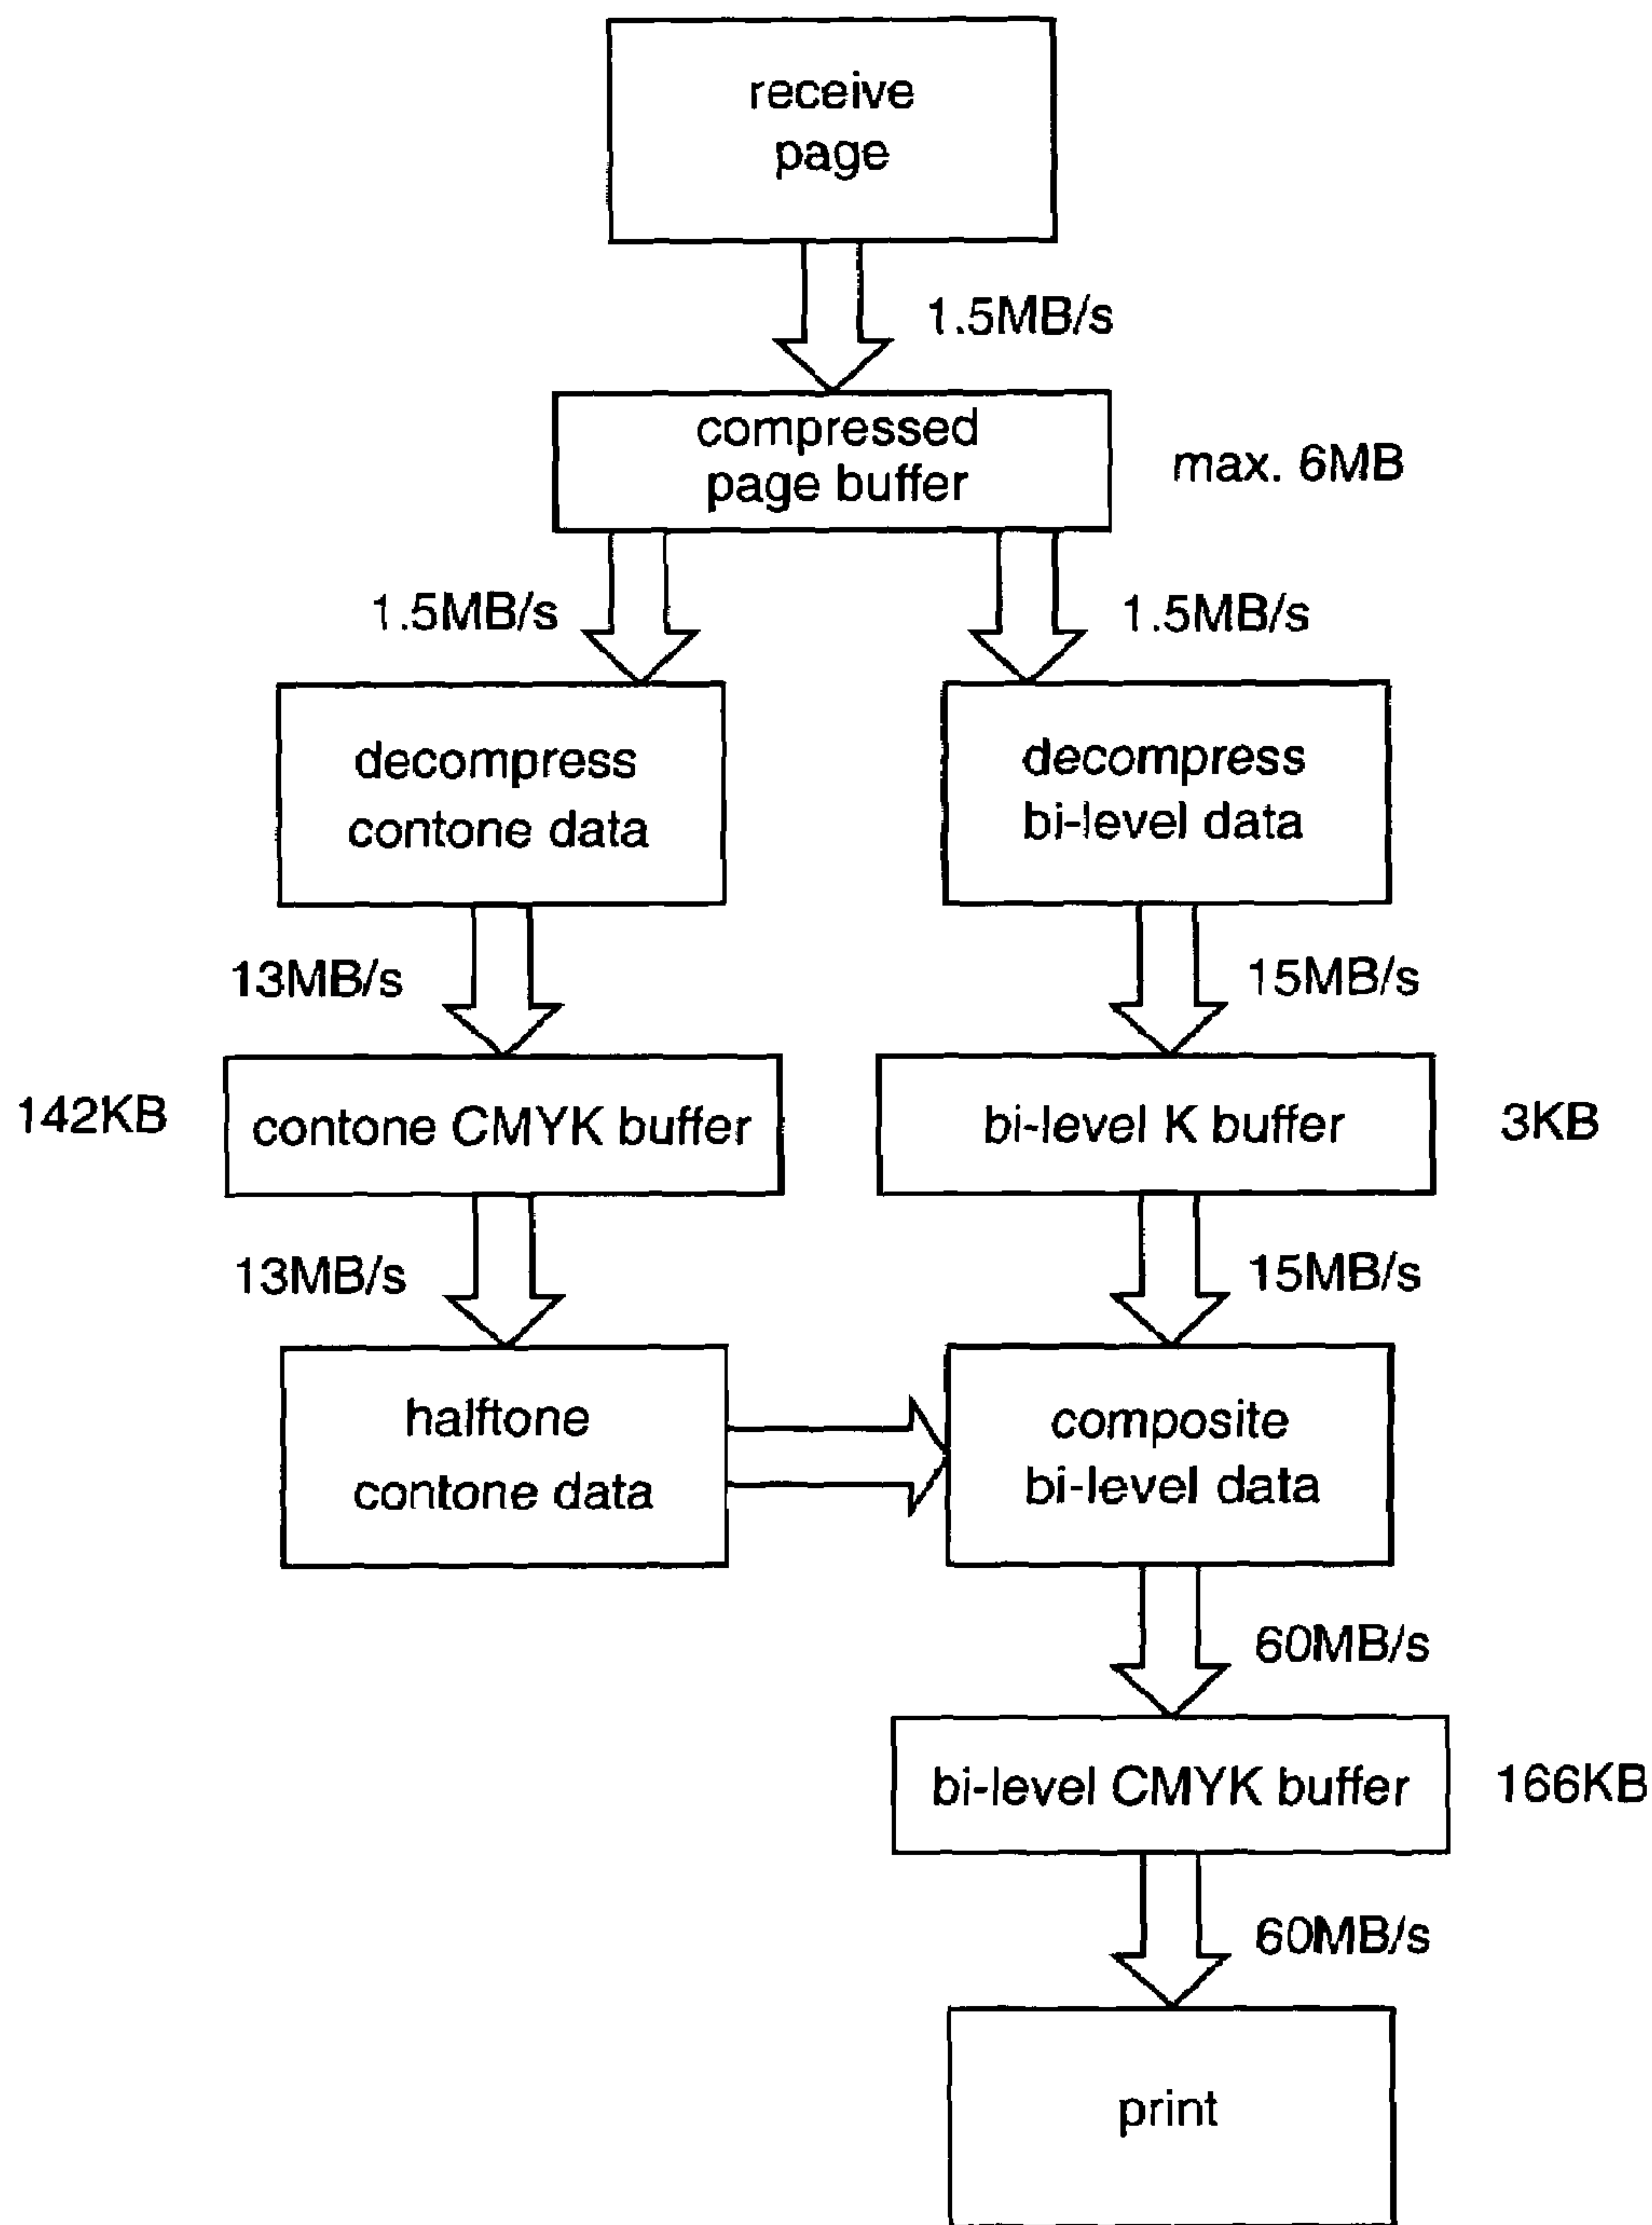 receive
page
1.5MB/s
compressed
page buffer
max. 6MB
1.5MB/s
1.5MB/s
decompress
contone data
decompress
bi-level data
13MB/s
15MB/s
142KB
contone CMYK buffer
bi-level K buffer
3KB
13MB/s
15MB/s
halftone
contone data
composite
bi-level data
60MB/s
bi-level CMYK buffer
166KB
60MB/s
print